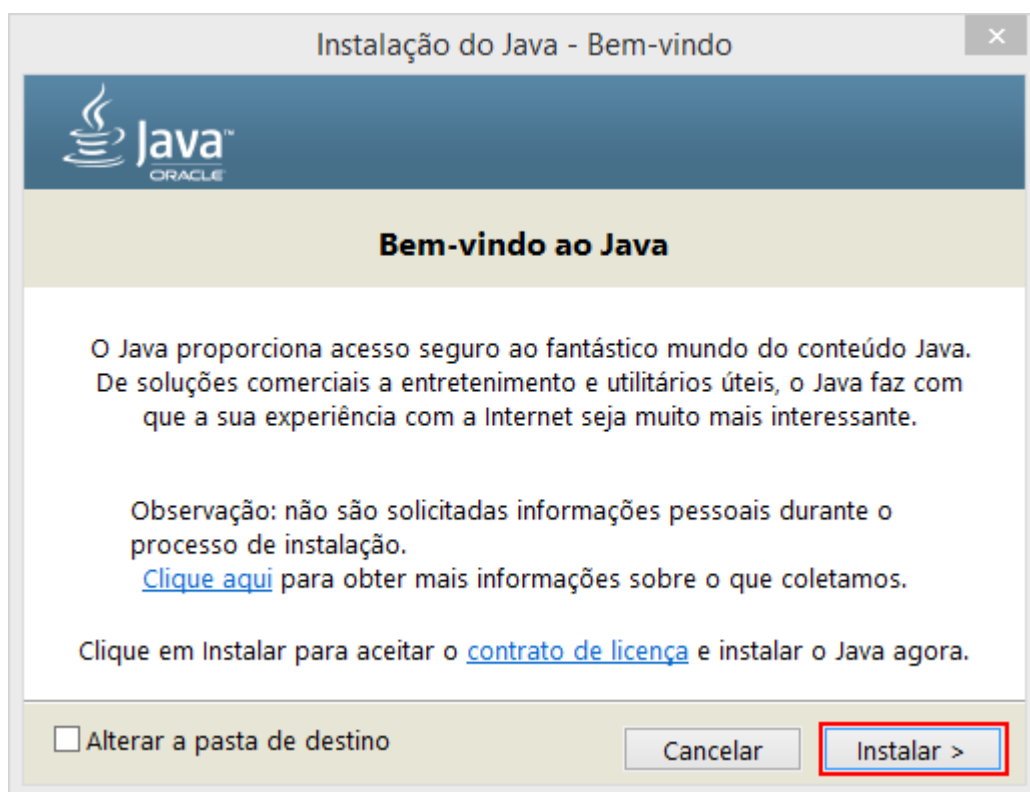 Instalação do Java - Bem-vindo
Java™
ORACLE
Bem-vindo ao Java
O Java proporciona acesso seguro ao fantástico mundo do conteúdo Java.
De soluções comerciais a entretenimento e utilitários úteis, o Java faz com
que a sua experiência com a Internet seja muito mais interessante.
Observação: não são solicitadas informações pessoais durante o
processo de instalação.
Clique aqui para obter mais informações sobre o que coletamos.
Clique em Instalar para aceitar o contrato de licença e instalar o Java agora.
Alterar a pasta de destino
Cancelar
Instalar >